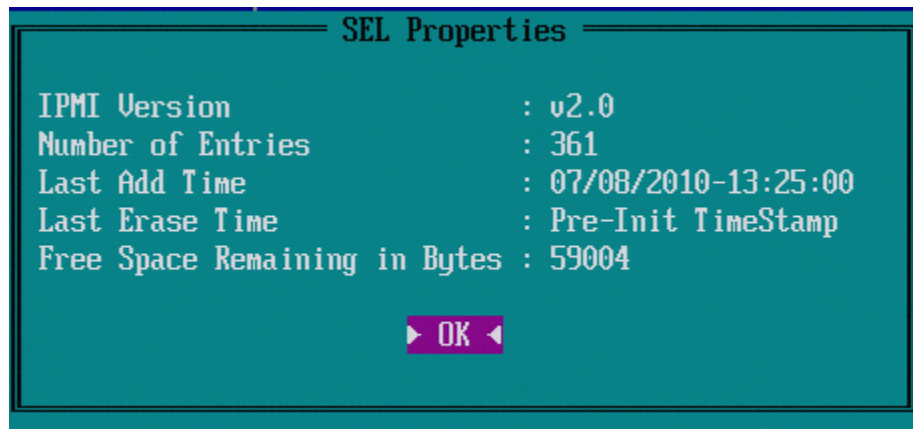 SEL Properties
IPMI Version : v2.0
Number of Entries : 361
Last Add Time : 07/08/2010-13:25:00
Last Erase Time : Pre-Init TimeStamp
Free Space Remaining in Bytes : 59004
OK